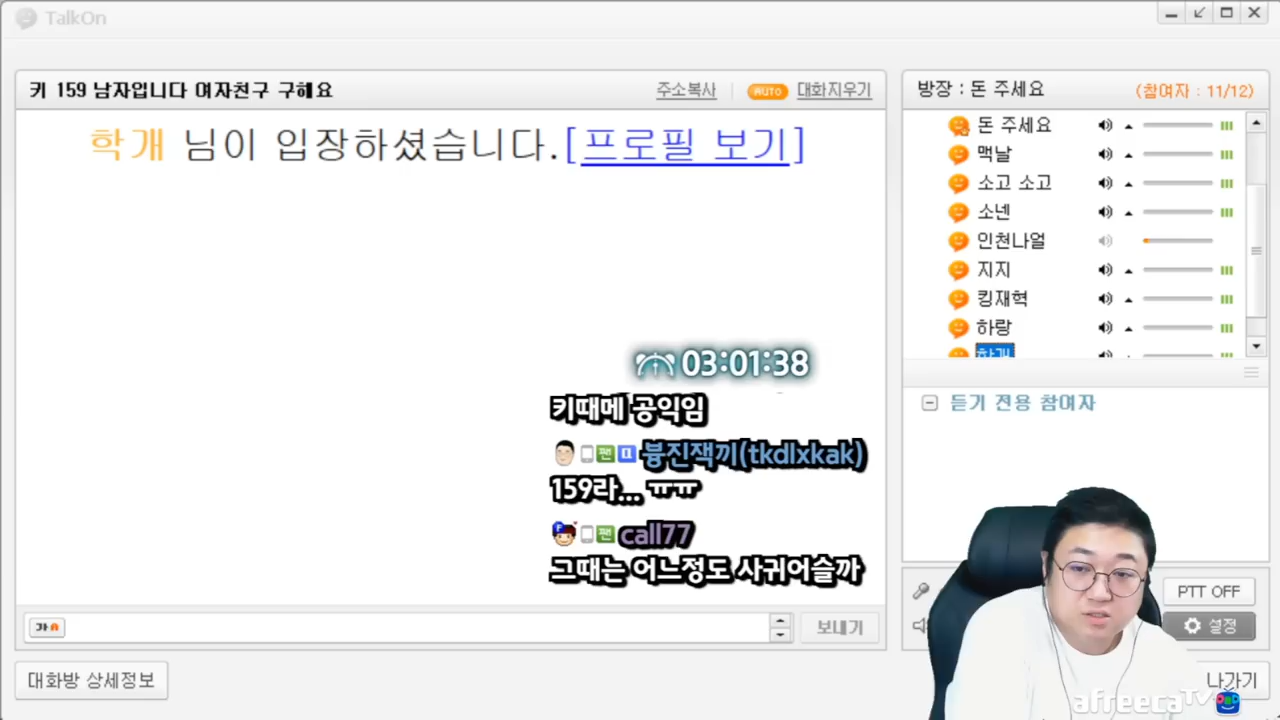 TalkOn
키 159 남자입니다 여자친구 구해요
주소복사
AUTO
대화지우기
학개 님이 입장하셨습니다.[프로필 보기]
03:01:38
키때메 공익임
팬
븅진잭끼(tkdlxkak)
159라... ㅠㅠ
팬
call77
그때는 어느정도 사귀어슬까
가
보내기
대화방 상세정보
방장 : 돈 주세요
(참여자 : 11/12)
돈 주세요
맥날
소고 소고
소넨
인천나얼
지지
킹재혁
하랑
학개
듣기 전용 참여자
PTT OFF
설정
나가기
afreecaTV